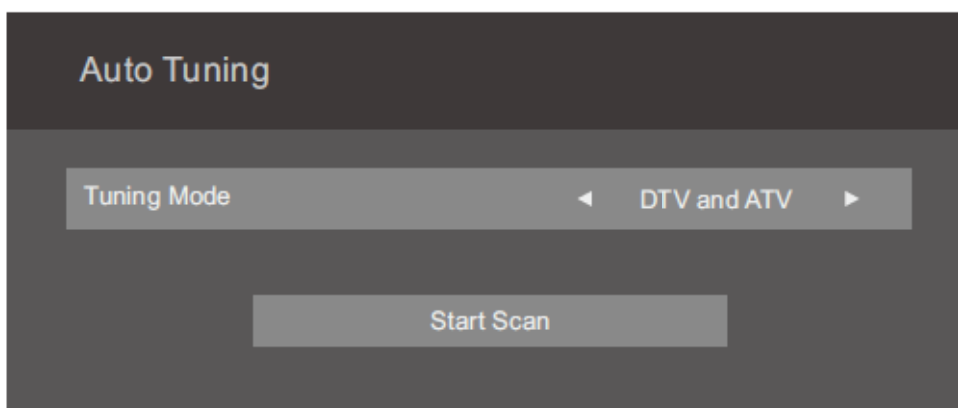 Auto Tuning
Tuning Mode ◄ DTV and ATV ►
Start Scan